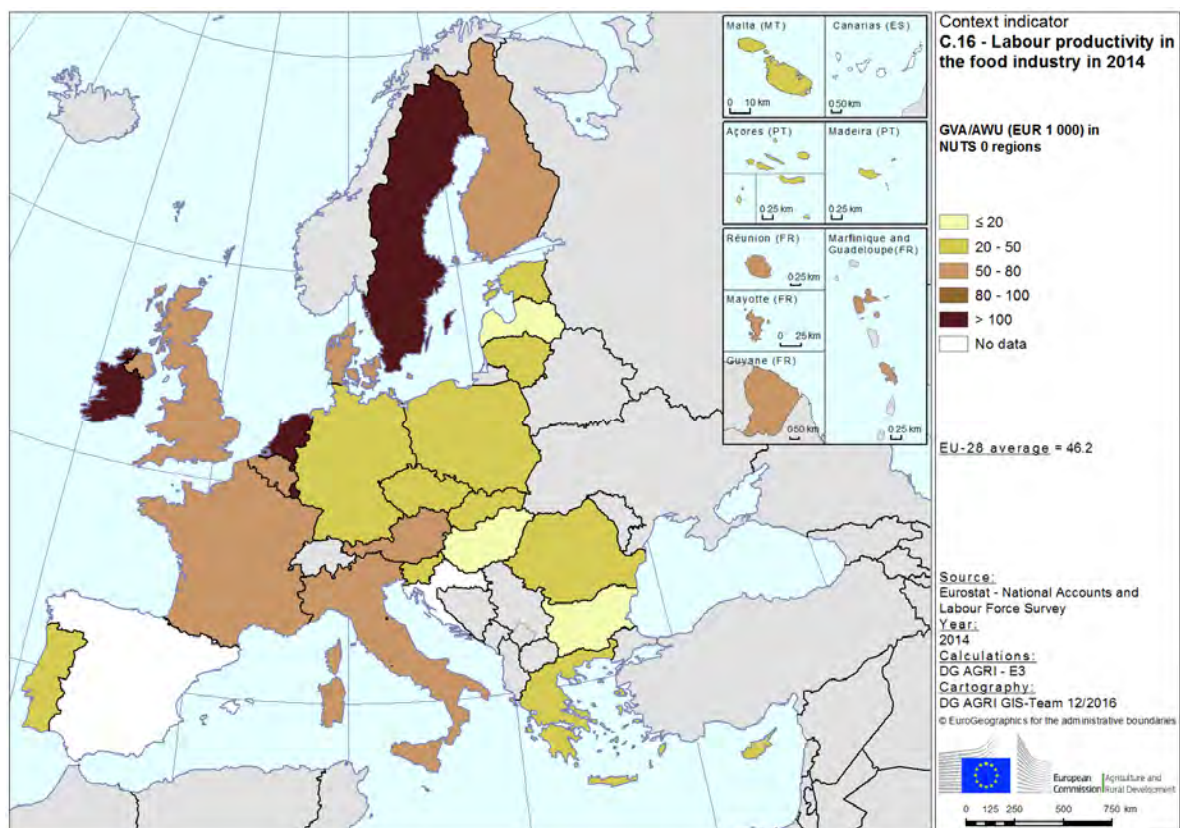 Malta (MT)
0 10 km
Canarias (ES)
0 50 km
Açores (PT)
0 25 km
Madeira (PT)
0 25 km
Réunion (FR)
0 25 km
Martinique and
Guadeloupe(FR)
0 25 km
Mayotte (FR)
0 25 km
Guyane (FR)
0 50 km
Context indicator
C.16 - Labour productivity in
the food industry in 2014
GVA/AWU (EUR 1 000) in
NUTS 0 regions
≤ 20
20 - 50
50 - 80
80 - 100
> 100
No data
EU-28 average = 46.2
Source:
Eurostat - National Accounts and
Labour Force Survey
Year:
2014
Calculations:
DG AGRI - E3
Cartography:
DG AGRI GIS-Team 12/2016
© EuroGeographics for the administrative boundaries
European
Commission
Agriculture and
Rural Development
0 125 250 500 750 km